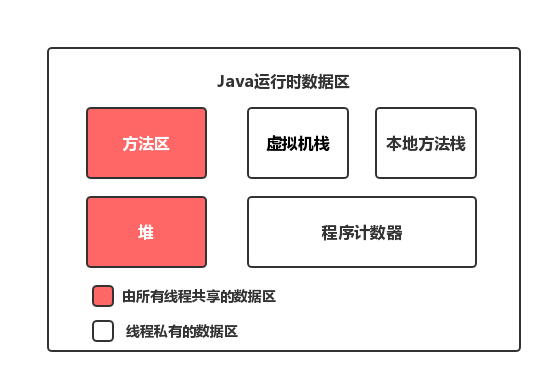 Java运行时数据区
方法区
虚拟机栈
本地方法栈
堆
程序计数器
由所有线程共享的数据区
线程私有的数据区